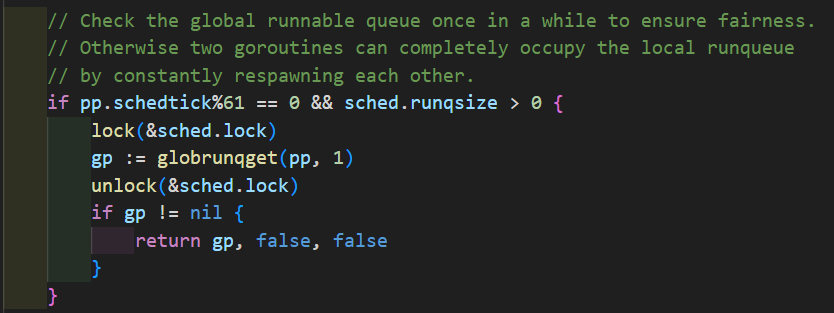 // Check the global runnable queue once in a while to ensure fairness.
// Otherwise two goroutines can completely occupy the local runqueue
// by constantly respawning each other.
if pp.schedtick%61 == 0 && sched.runqsize > 0 {
    lock(&sched.lock)
    gp := globrunqget(pp, 1)
    unlock(&sched.lock)
    if gp != nil {
        return gp, false, false
    }
}